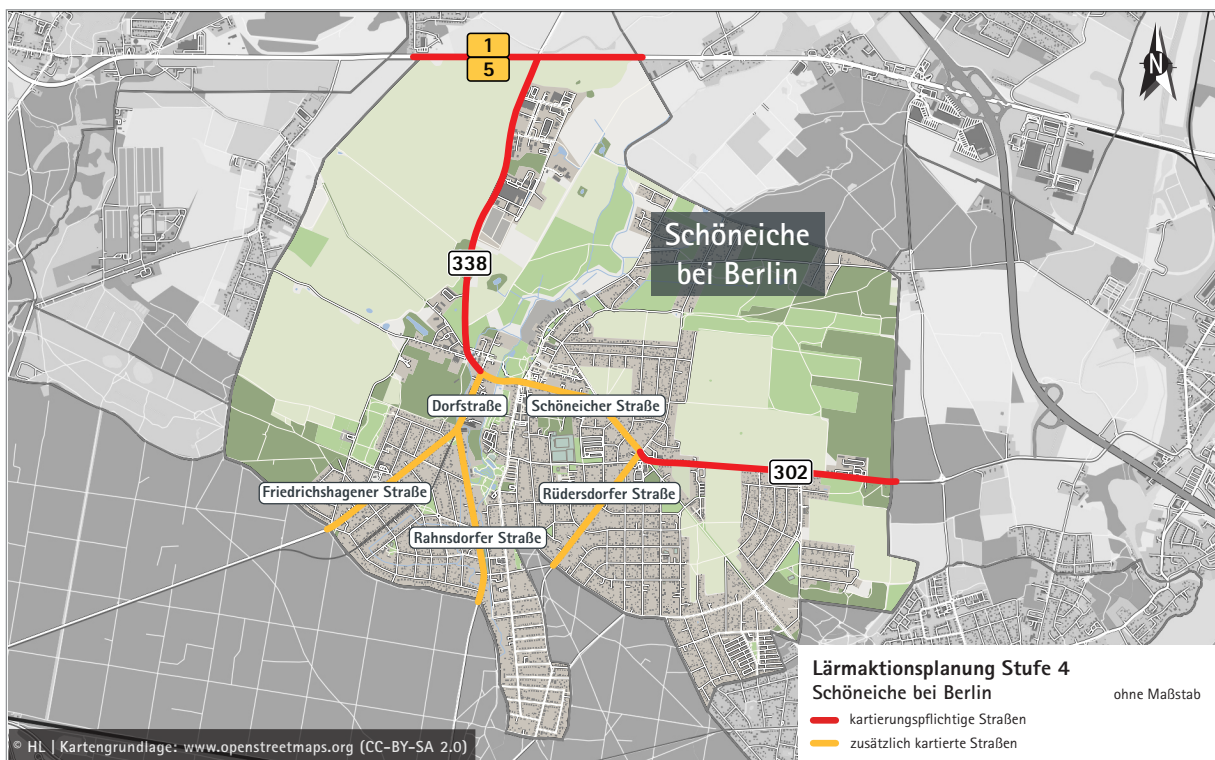 1
5
N
Schöneiche
bei Berlin
338
Dorfstraße
Schöneicher Straße
302
Friedrichshagener Straße
Rüdersdorfer Straße
Rahnsdorfer Straße
Lärmaktionsplanung Stufe 4
Schöneiche bei Berlin
ohne Maßstab
kartierungspflichtige Straßen
zusätzlich kartierte Straßen
© HL | Kartengrundlage: www.openstreetmaps.org (CC-BY-SA 2.0)